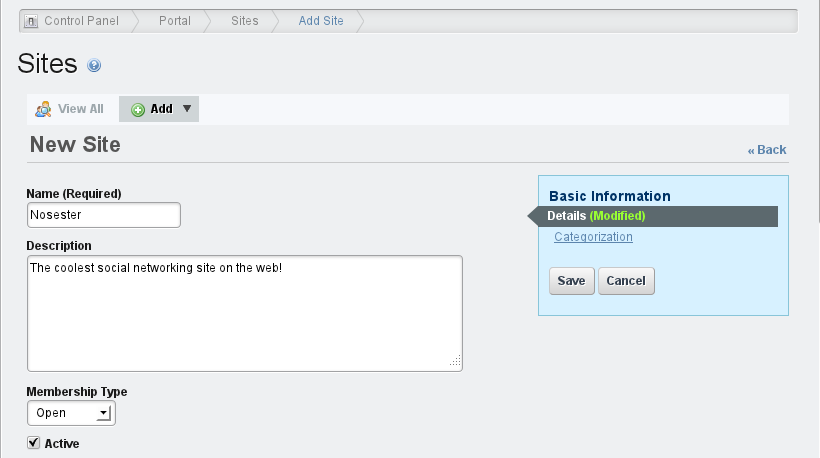 Control Panel Portal Sites Add Site
Sites
View All Add
New Site
« Back
Name (Required)
Nosester
Description
The coolest social networking site on the web!
Membership Type
Open
Active
Basic Information
Details (Modified)
Categorization
Save Cancel